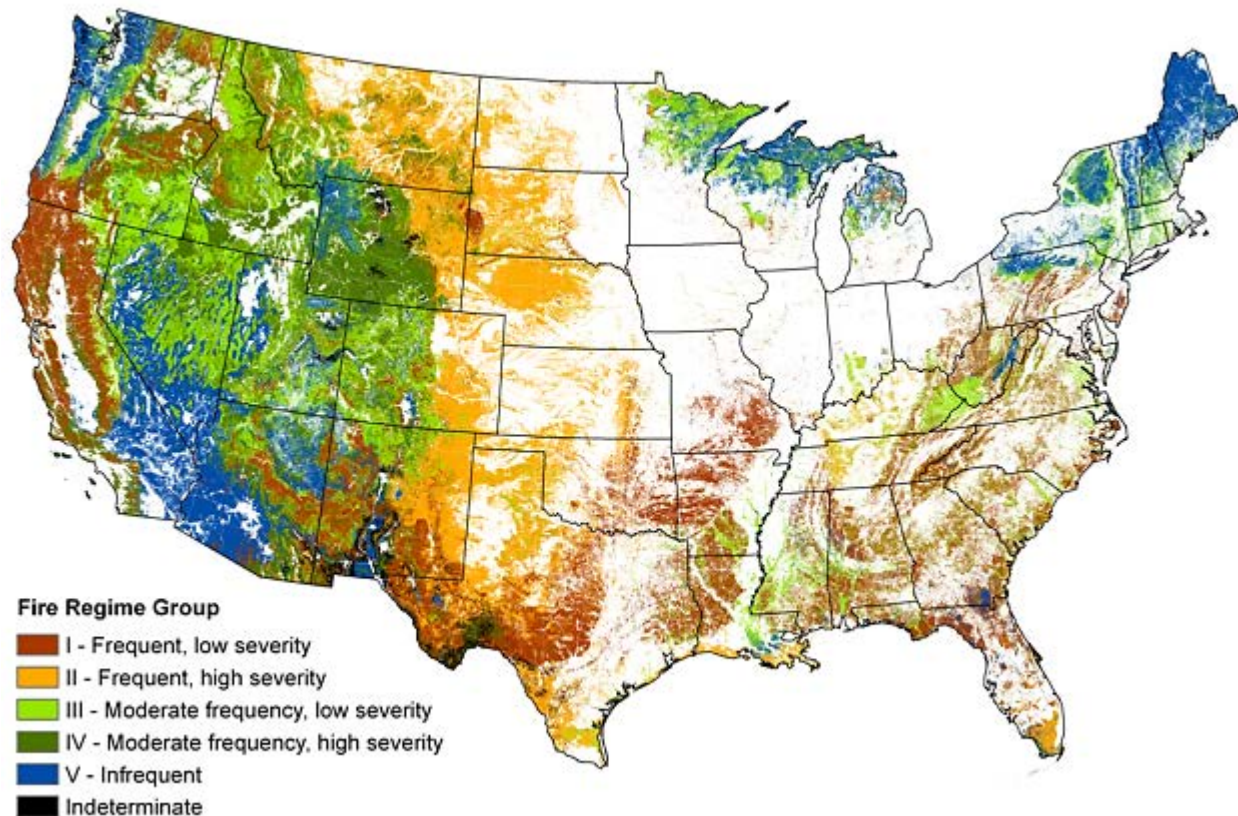 Fire Regime Group
I - Frequent, low severity
II - Frequent, high severity
III - Moderate frequency, low severity
IV - Moderate frequency, high severity
V - Infrequent
Indeterminate